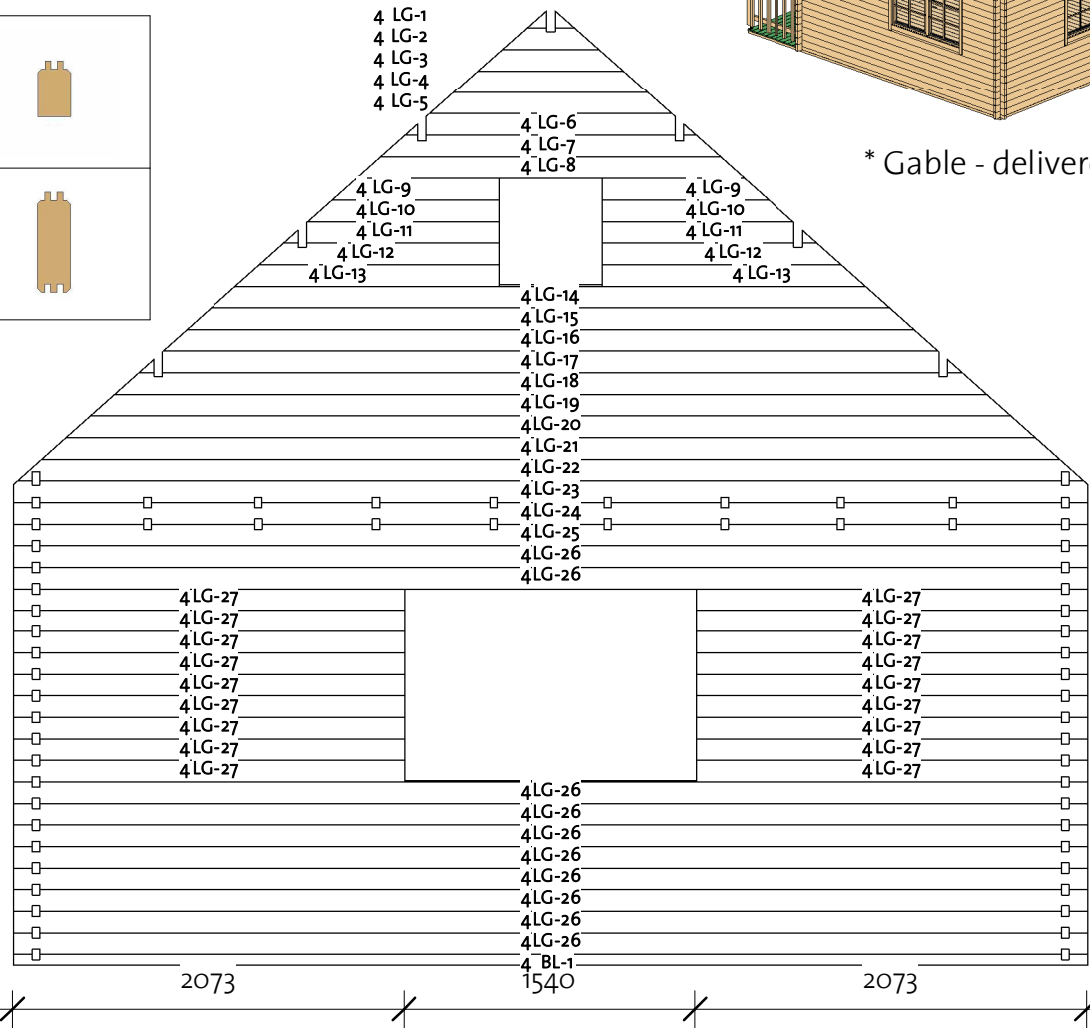 4 LG-1
4 LG-2
4 LG-3
4 LG-4
4 LG-5
4 LG-6
4 LG-7
4 LG-8
* Gable - deliver
4 LG-9 4 LG-9
4 LG-10 4 LG-10
4 LG-11 4 LG-11
4 LG-12 4 LG-12
4 LG-13 4 LG-13
4 LG-14
4 LG-15
4 LG-16
4 LG-17
4 LG-18
4 LG-19
4 LG-20
4 LG-21
4 LG-22
4 LG-23
4 LG-24
4 LG-25
4 LG-26
4 LG-26
4 LG-27 4 LG-27
4 LG-27 4 LG-27
4 LG-27 4 LG-27
4 LG-27 4 LG-27
4 LG-27 4 LG-27
4 LG-27 4 LG-27
4 LG-27 4 LG-27
4 LG-27 4 LG-27
4 LG-27 4 LG-27
4 LG-26
4 LG-26
4 LG-26
4 LG-26
4 LG-26
4 LG-26
4 LG-26
4 LG-26
4 BL-1
2073 1540 2073